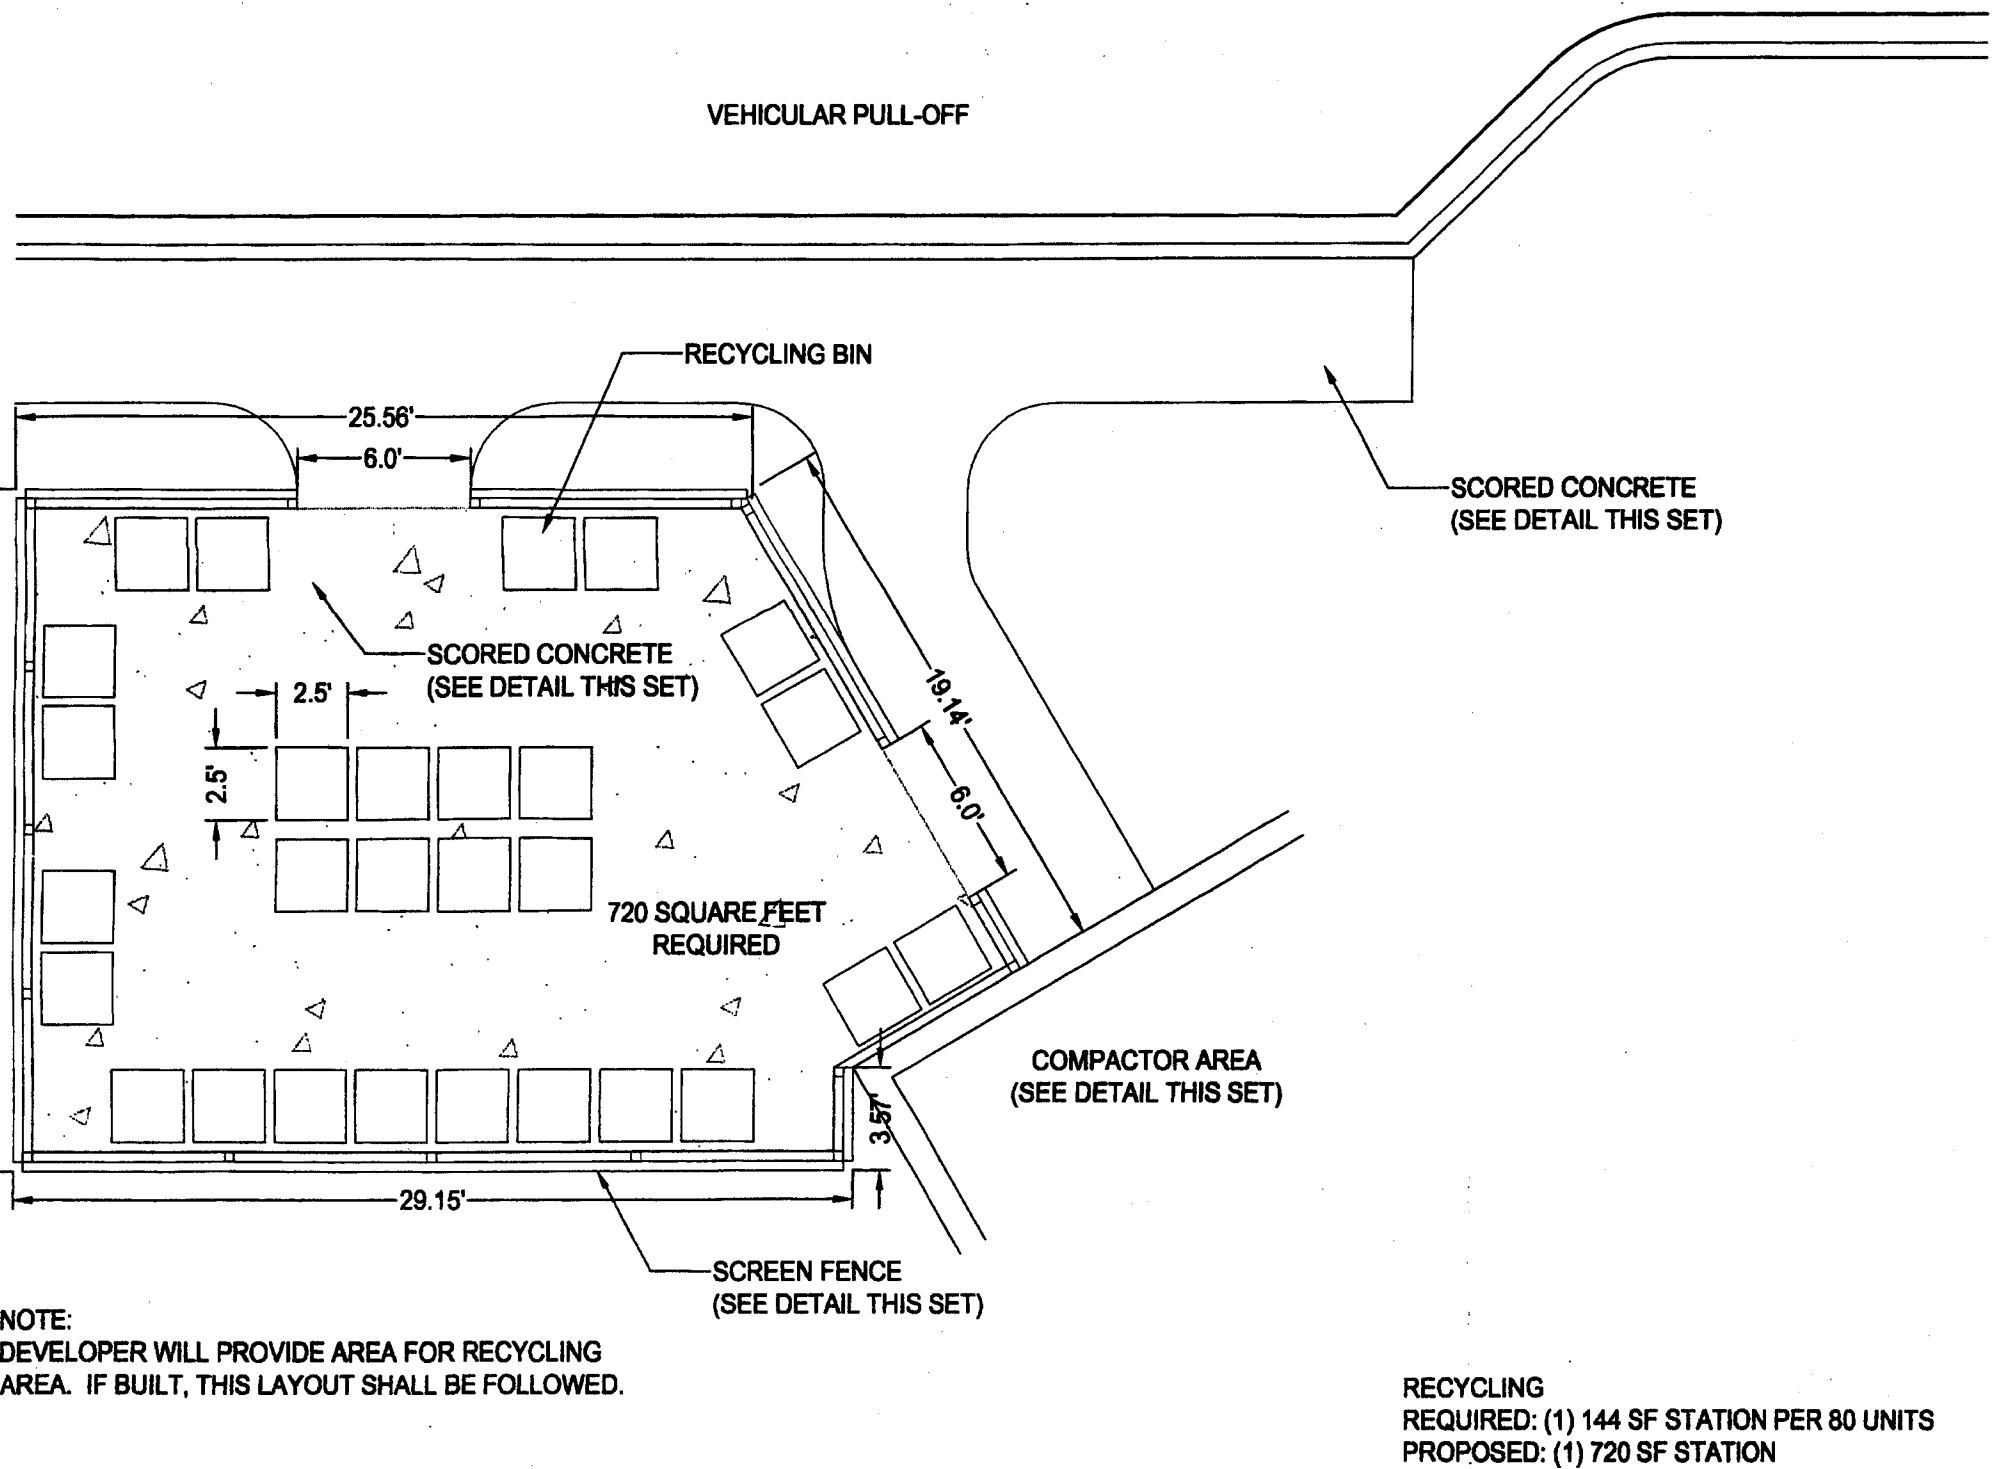 VEHICULAR PULL-OFF
RECYCLING BIN
25.56'
6.0'
SCORED CONCRETE
(SEE DETAIL THIS SET)
SCORED CONCRETE
(SEE DETAIL THIS SET)
2.5'
19.14'
2.5'
6.0'
720 SQUARE FEET
REQUIRED
COMPACTOR AREA
(SEE DETAIL THIS SET)
3.57'
29.15'
SCREEN FENCE
(SEE DETAIL THIS SET)
NOTE:
DEVELOPER WILL PROVIDE AREA FOR RECYCLING
AREA. IF BUILT, THIS LAYOUT SHALL BE FOLLOWED.
RECYCLING
REQUIRED: (1) 144 SF STATION PER 80 UNITS
PROPOSED: (1) 720 SF STATION